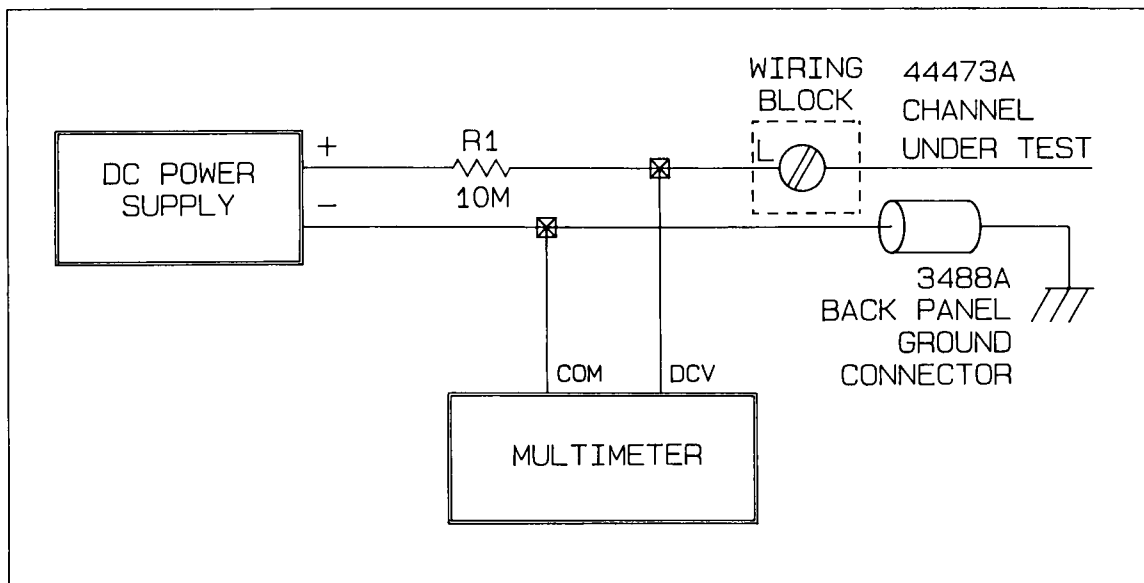 DC POWER
SUPPLY
+
−
R1
10M
WIRING
BLOCK
L
44473A
CHANNEL
UNDER TEST
3488A
BACK PANEL
GROUND
CONNECTOR
COM
DCV
MULTIMETER